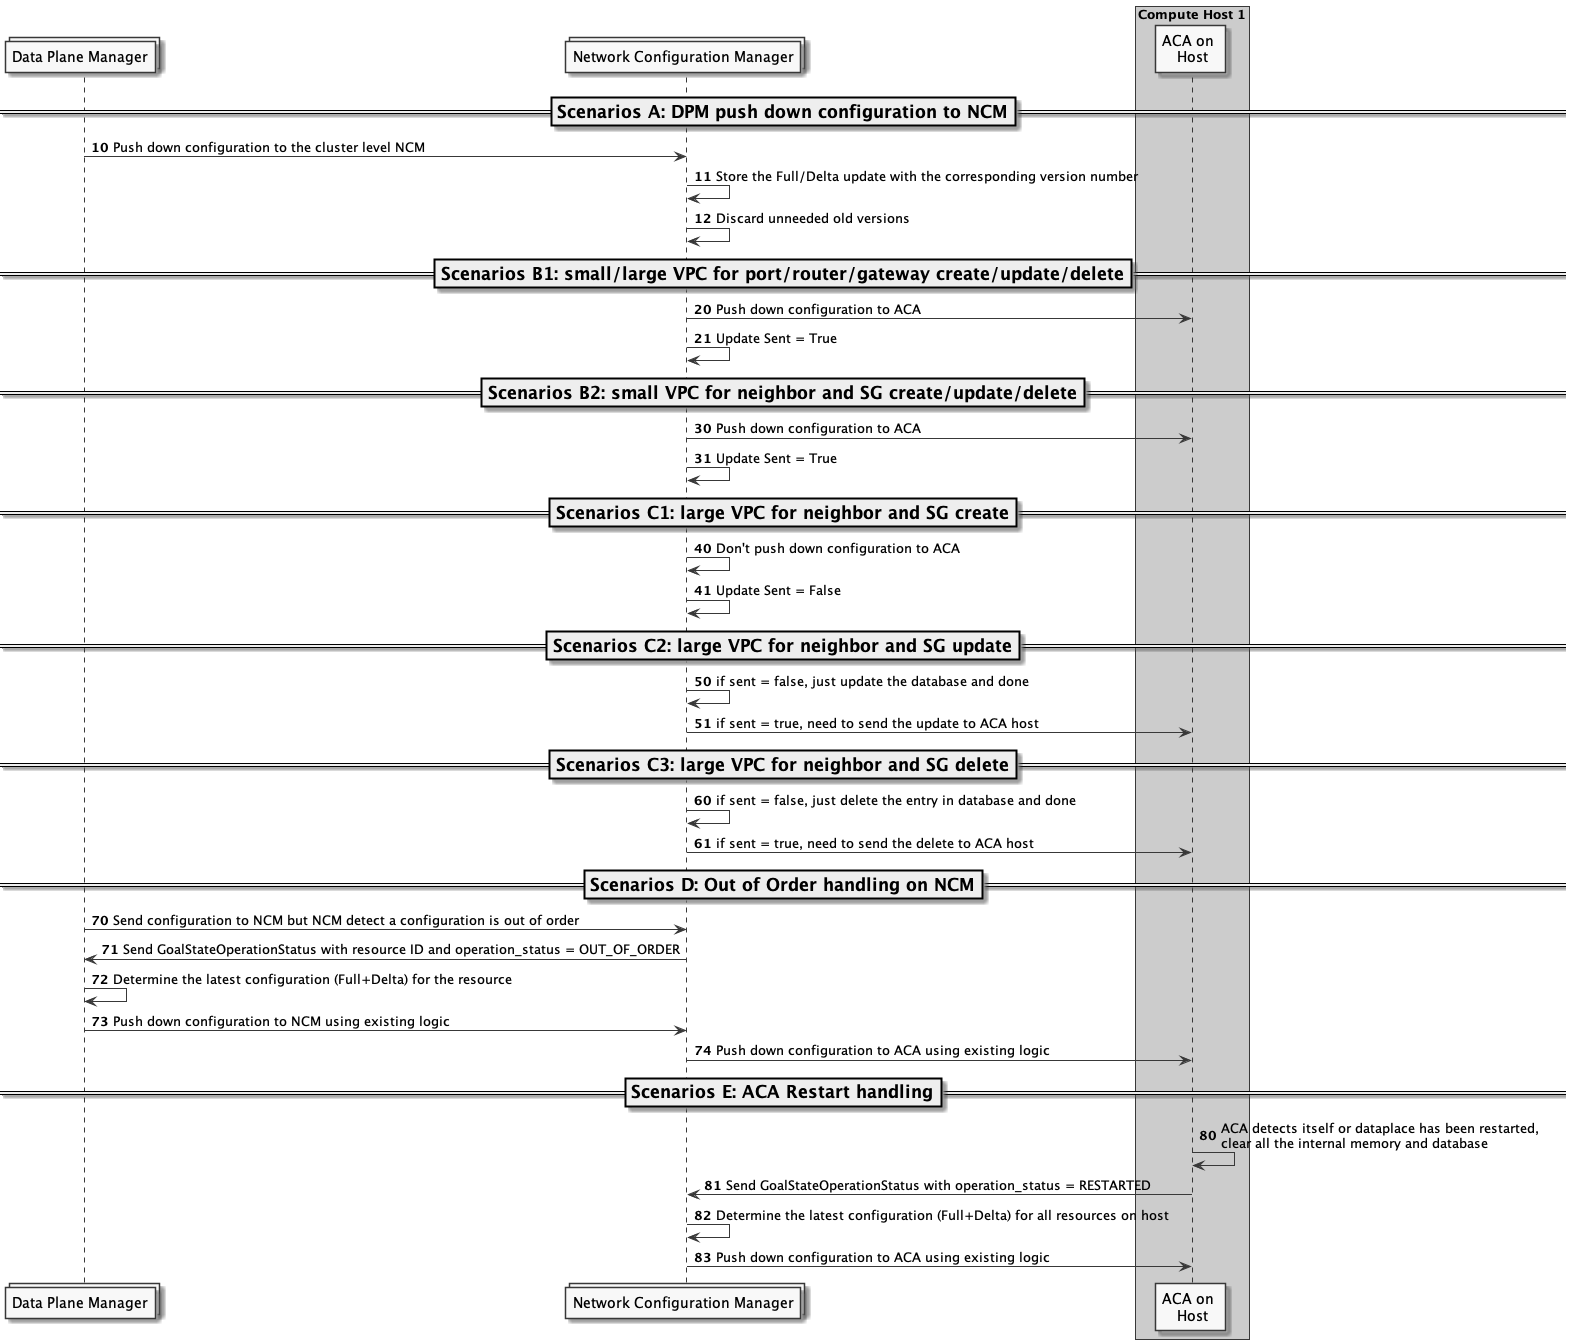 Compute Host 1
Data Plane Manager
Network Configuration Manager
ACA on
Host
Scenarios A: DPM push down configuration to NCM
10 Push down configuration to the cluster level NCM
11 Store the Full/Delta update with the corresponding version number
12 Discard unneeded old versions
Scenarios B1: small/large VPC for port/router/gateway create/update/delete
20 Push down configuration to ACA
21 Update Sent = True
Scenarios B2: small VPC for neighbor and SG create/update/delete
30 Push down configuration to ACA
31 Update Sent = True
Scenarios C1: large VPC for neighbor and SG create
40 Don't push down configuration to ACA
41 Update Sent = False
Scenarios C2: large VPC for neighbor and SG update
50 if sent = false, just update the database and done
51 if sent = true, need to send the update to ACA host
Scenarios C3: large VPC for neighbor and SG delete
60 if sent = false, just delete the entry in database and done
61 if sent = true, need to send the delete to ACA host
Scenarios D: Out of Order handling on NCM
70 Send configuration to NCM but NCM detect a configuration is out of order
71 Send GoalStateOperationStatus with resource ID and operation_status = OUT_OF_ORDER
72 Determine the latest configuration (Full+Delta) for the resource
73 Push down configuration to NCM using existing logic
74 Push down configuration to ACA using existing logic
Scenarios E: ACA Restart handling
80 ACA detects itself or dataplace has been restarted,
clear all the internal memory and database
81 Send GoalStateOperationStatus with operation_status = RESTARTED
82 Determine the latest configuration (Full+Delta) for all resources on host
83 Push down configuration to ACA using existing logic
Data Plane Manager
Network Configuration Manager
ACA on
Host